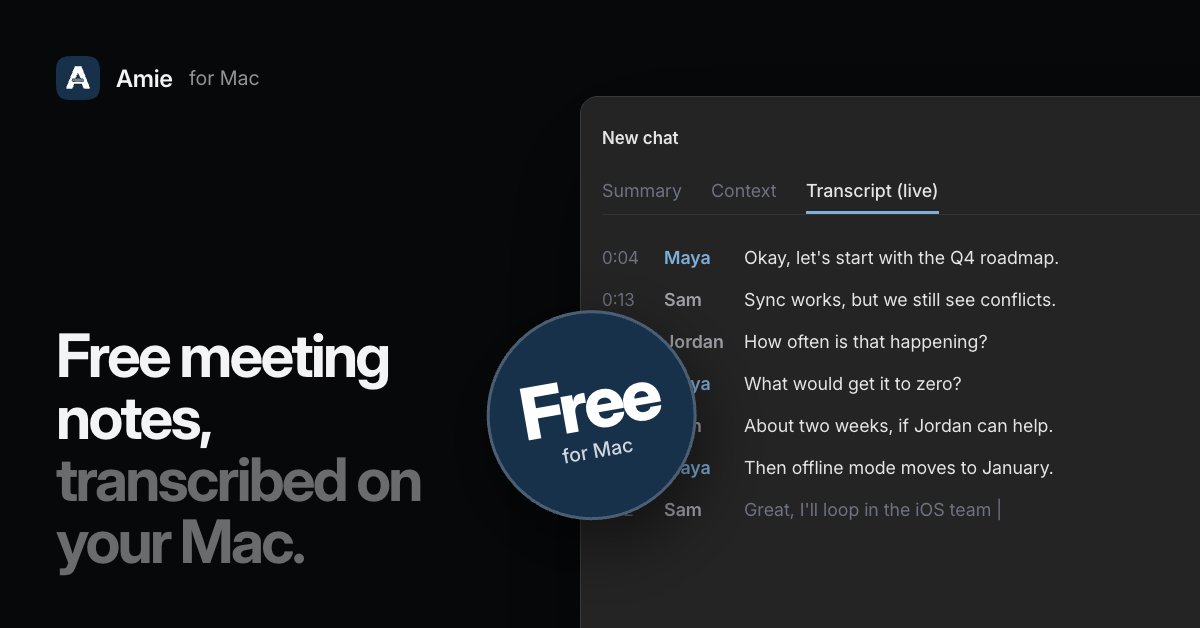 Amie for Mac
New chat
Summary Context Transcript (live)
0:04 Maya Okay, let's start with the Q4 roadmap.
0:13 Sam Sync works, but we still see conflicts.
Jordan How often is that happening?
What would get it to zero?
About two weeks, if Jordan can help.
Then offline mode moves to January.
Sam Great, I'll loop in the iOS team
Free meeting
notes,
transcribed on
your Mac.
Free
for Mac